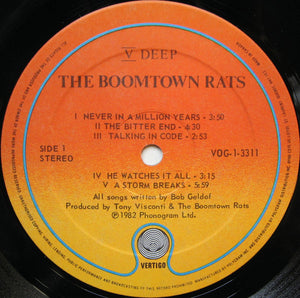 V DEEP
THE BOOMTOWN RATS
I NEVER IN A MILLION YEARS - 3:50
II THE BITTER END - 4:30
III TALKING IN CODE - 2:53
SIDE 1
STEREO
VOG-1-3311
IV HE WATCHES IT ALL - 3:15
V A STORM BREAKS - 5:59
All songs written by Bob Geldof
Produced by Tony Visconti & The Boomtown Rats
℗1982 Phonogram Ltd.
VERTIGO